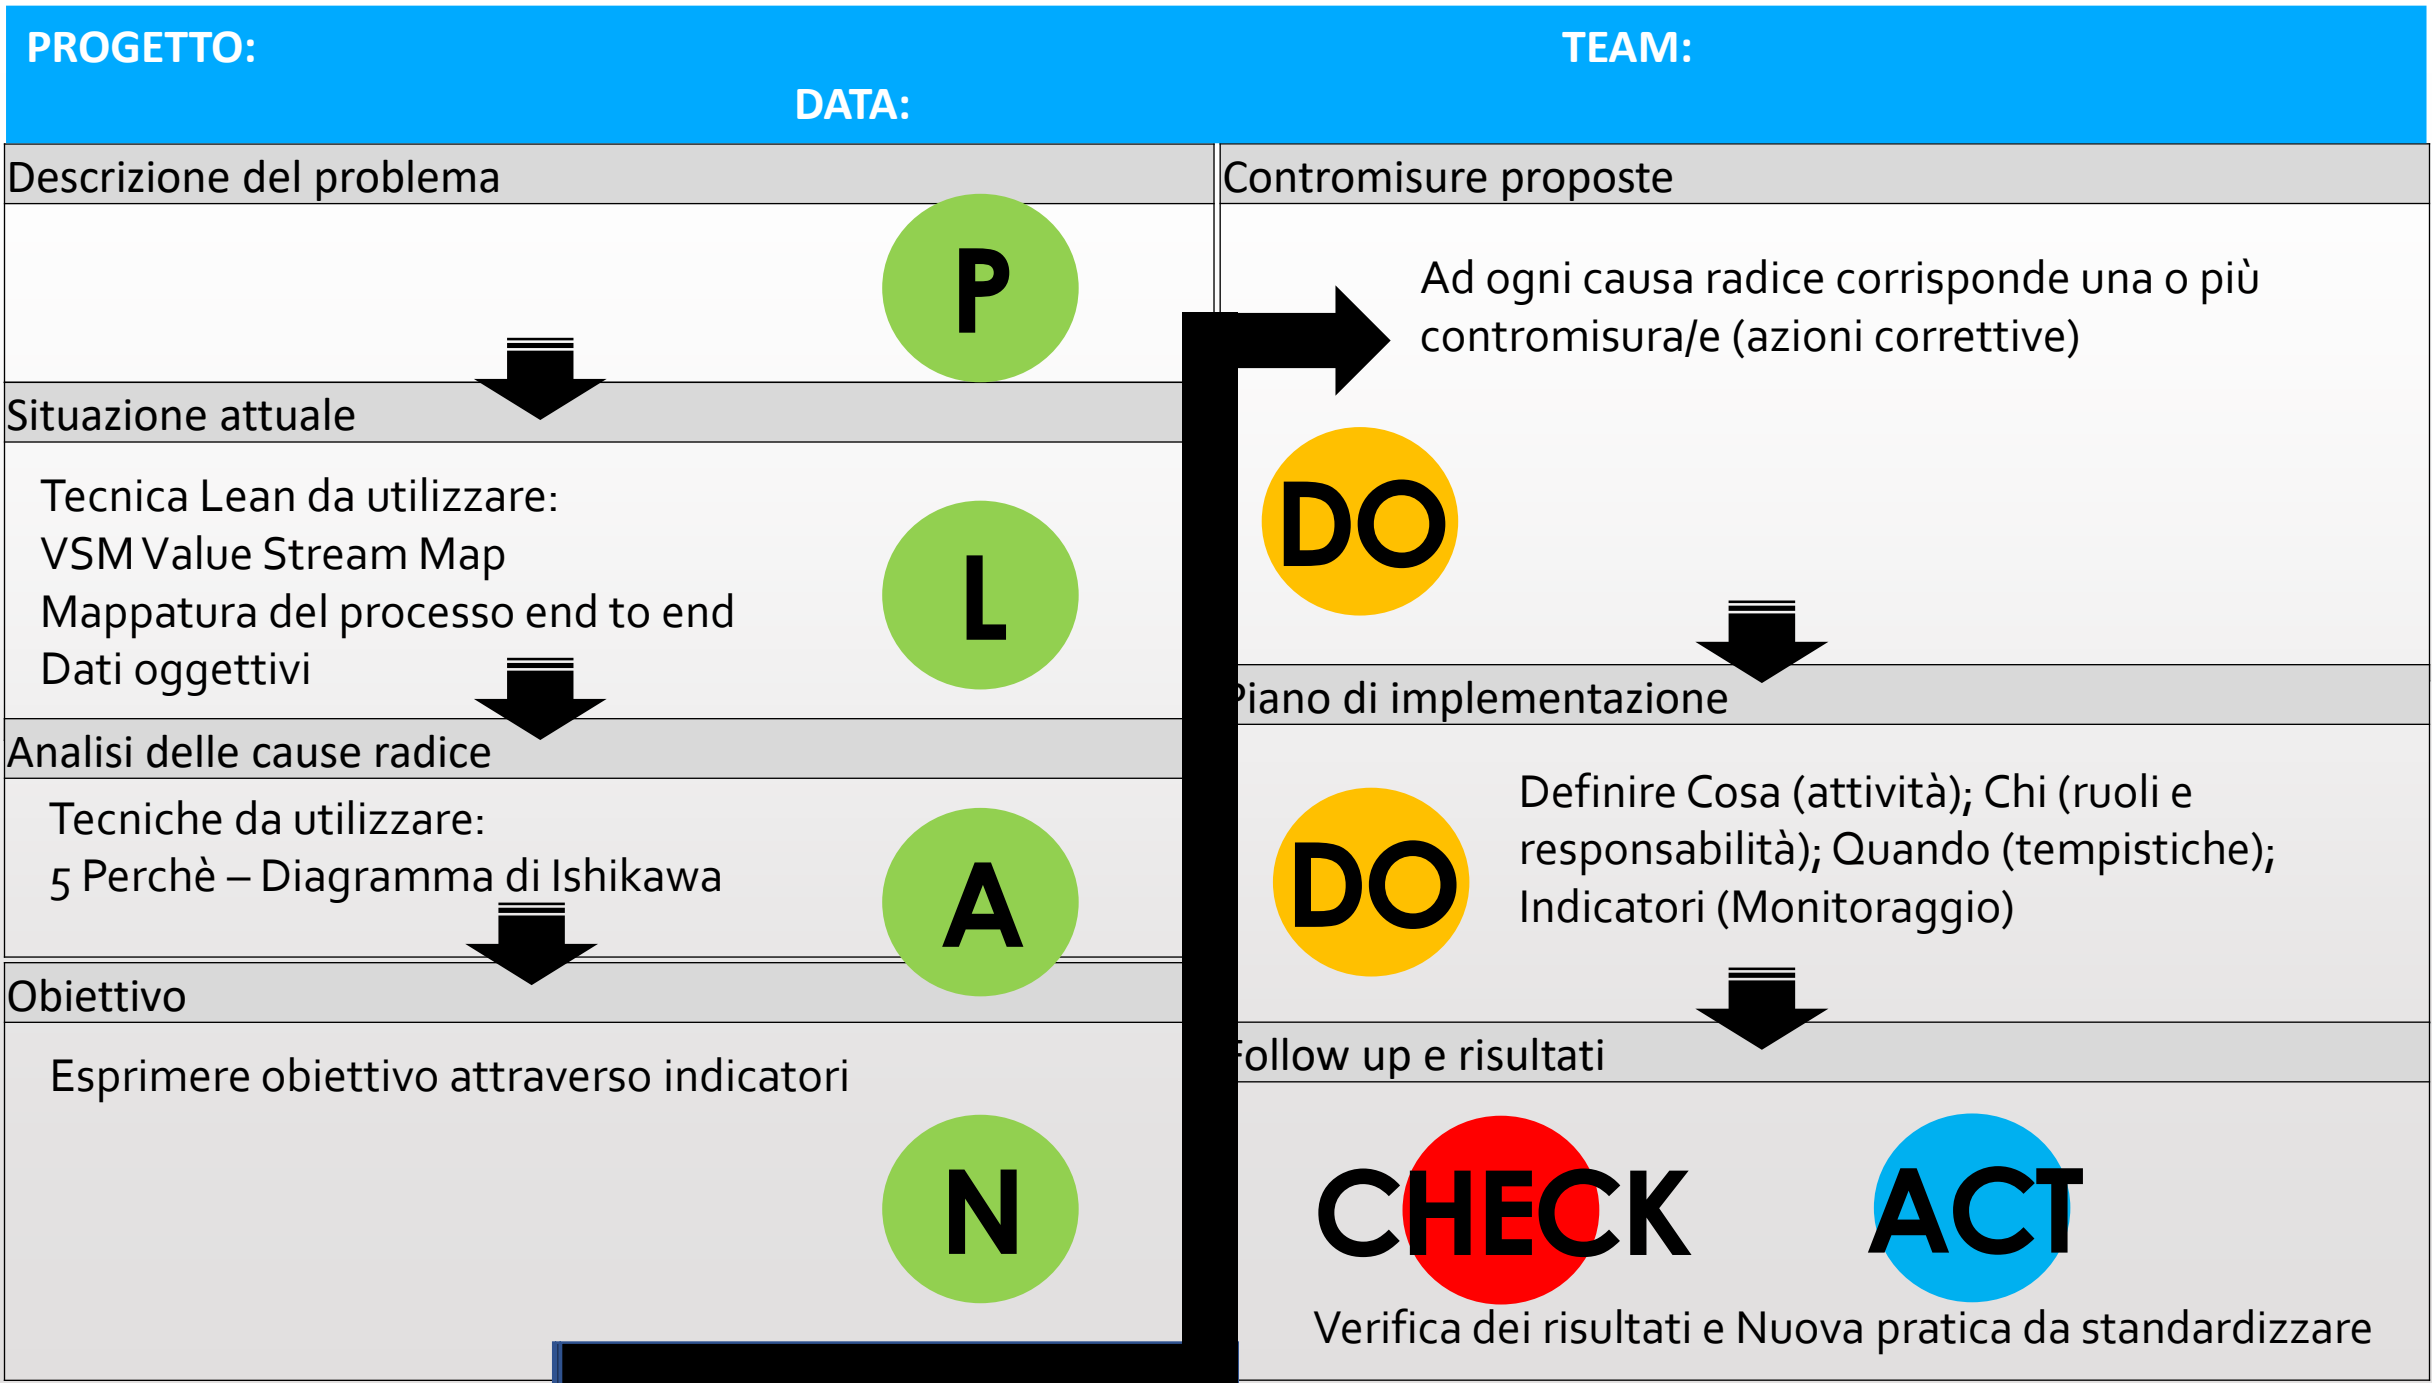 PROGETTO:
TEAM:
DATA:
Descrizione del problema
P
Situazione attuale
Tecnica Lean da utilizzare:
VSM Value Stream Map
Mappatura del processo end to end
Dati oggettivi
L
Analisi delle cause radice
Tecniche da utilizzare:
5 Perchè – Diagramma di Ishikawa
A
Obiettivo
Esprimere obiettivo attraverso indicatori
N
Contromisure proposte
Ad ogni causa radice corrisponde una o più
contromisura/e (azioni correttive)
DO
Piano di implementazione
Definire Cosa (attività); Chi (ruoli e
responsabilità); Quando (tempistiche);
Indicatori (Monitoraggio)
DO
Follow up e risultati
CHECK
ACT
Verifica dei risultati e Nuova pratica da standardizzare